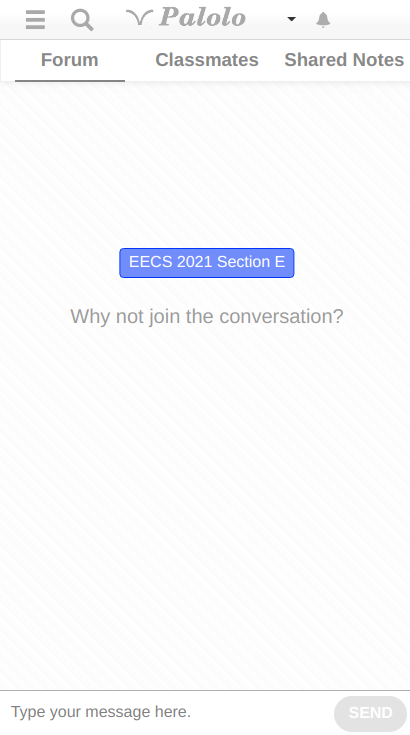 Palolo
Forum Classmates Shared Notes
EECS 2021 Section E
Why not join the conversation?
Type your message here. SEND